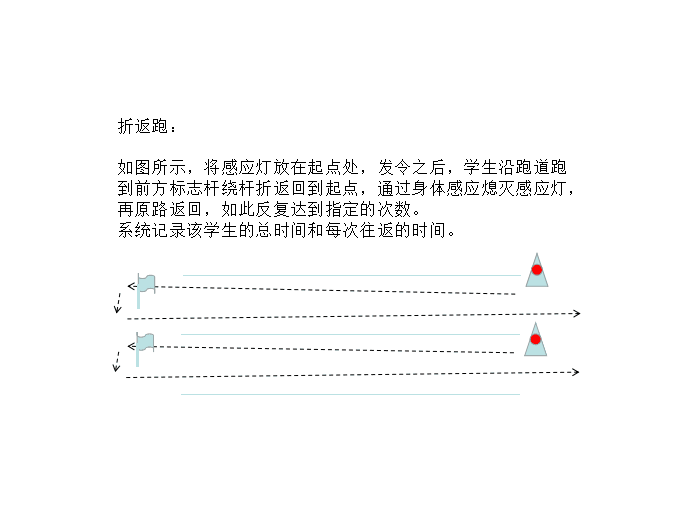 折返跑：
如图所示，将感应灯放在起点处，发令之后，学生沿跑道跑
到前方标志杆绕杆折返回到起点，通过身体感应熄灭感应灯，
再原路返回，如此反复达到指定的次数。
系统记录该学生的总时间和每次往返的时间。